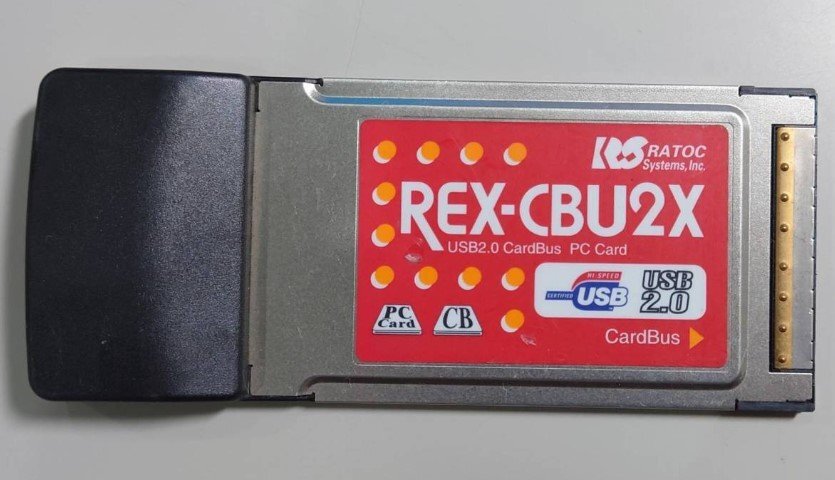 RS RATOC
Systems, Inc.
REX-CBU2X
USB2.0 CardBus PC Card
HI-SPEED
CERTIFIED USB
USB
2.0
PC
Card
CB
CardBus